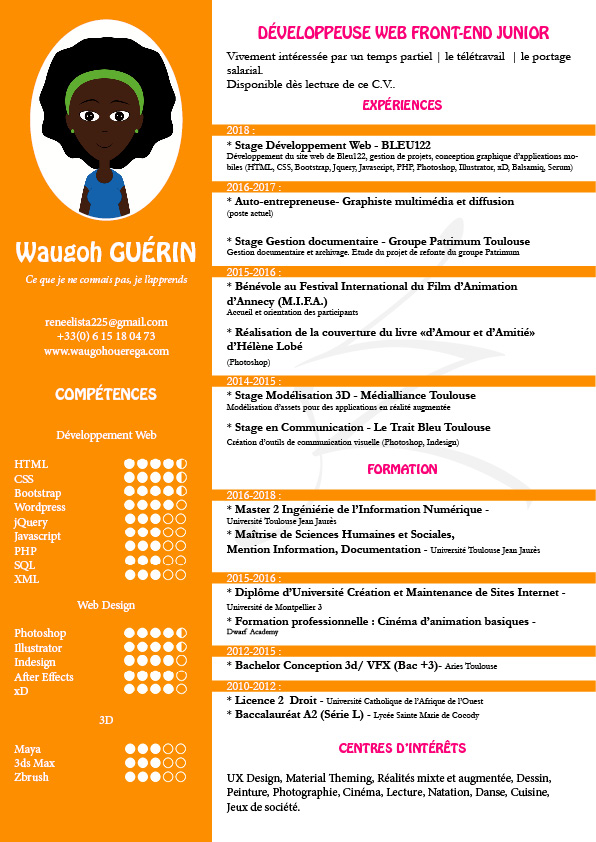 Waugoh GUÉRIN
Ce que je ne connais pas, je l'apprends
reneelista225@gmail.com
+33(0) 6 15 18 04 73
www.waugohouerega.com
COMPÉTENCES
Développement Web
HTML
CSS
Bootstrap
Wordpress
jQuery
Javascript
PHP
SQL
XML
Web Design
Photoshop
Illustrator
Indesign
After Effects
xD
3D
Maya
3ds Max
Zbrush
DÉVELOPPEUSE WEB FRONT-END JUNIOR
Vivement intéressée par un temps partiel | le télétravail | le portage
salarial.
Disponible dès lecture de ce C.V..
EXPÉRIENCES
2018 :
* Stage Développement Web - BLEU122
Développement du site web de Bleu122, gestion de projets, conception graphique d'applications mo-
biles (HTML, CSS, Bootstrap, Jquery, Javascript, PHP, Photoshop, Illustrator, xD, Balsamiq, Scrum)
2016-2017 :
* Auto-entrepreneuse- Graphiste multimédia et diffusion
(poste actuel)
* Stage Gestion documentaire - Groupe Patrimum Toulouse
Gestion documentaire et archivage. Etude du projet de refonte du groupe Patrimum
2015-2016 :
* Bénévole au Festival International du Film d'Animation
d'Annecy (M.I.F.A.)
Accueil et orientation des participants
* Réalisation de la couverture du livre «d'Amour et d'Amitié»
d'Hélène Lobé
(Photoshop)
2014-2015 :
* Stage Modélisation 3D - Médialliance Toulouse
Modélisation d'assets pour des applications en réalité augmentée
* Stage en Communication - Le Trait Bleu Toulouse
Création d'outils de communication visuelle (Photoshop, Indesign)
FORMATION
2016-2018 :
* Master 2 Ingéniérie de l'Information Numérique -
Université Toulouse Jean Jaurès
* Maîtrise de Sciences Humaines et Sociales,
Mention Information, Documentation - Université Toulouse Jean Jaurès
2015-2016 :
* Diplôme d'Université Création et Maintenance de Sites Internet -
Université de Montpellier 3
* Formation professionnelle : Cinéma d'animation basiques -
Dwarf Academy
2012-2015 :
* Bachelor Conception 3d/ VFX (Bac +3)- Aries Toulouse
2010-2012 :
* Licence 2 Droit - Université Catholique de l'Afrique de l'Ouest
* Baccalauréat A2 (Série L) - Lycée Sainte Marie de Cocody
CENTRES D'INTÉRÊTS
UX Design, Material Theming, Réalités mixte et augmentée, Dessin,
Peinture, Photographie, Cinéma, Lecture, Natation, Danse, Cuisine,
Jeux de société.